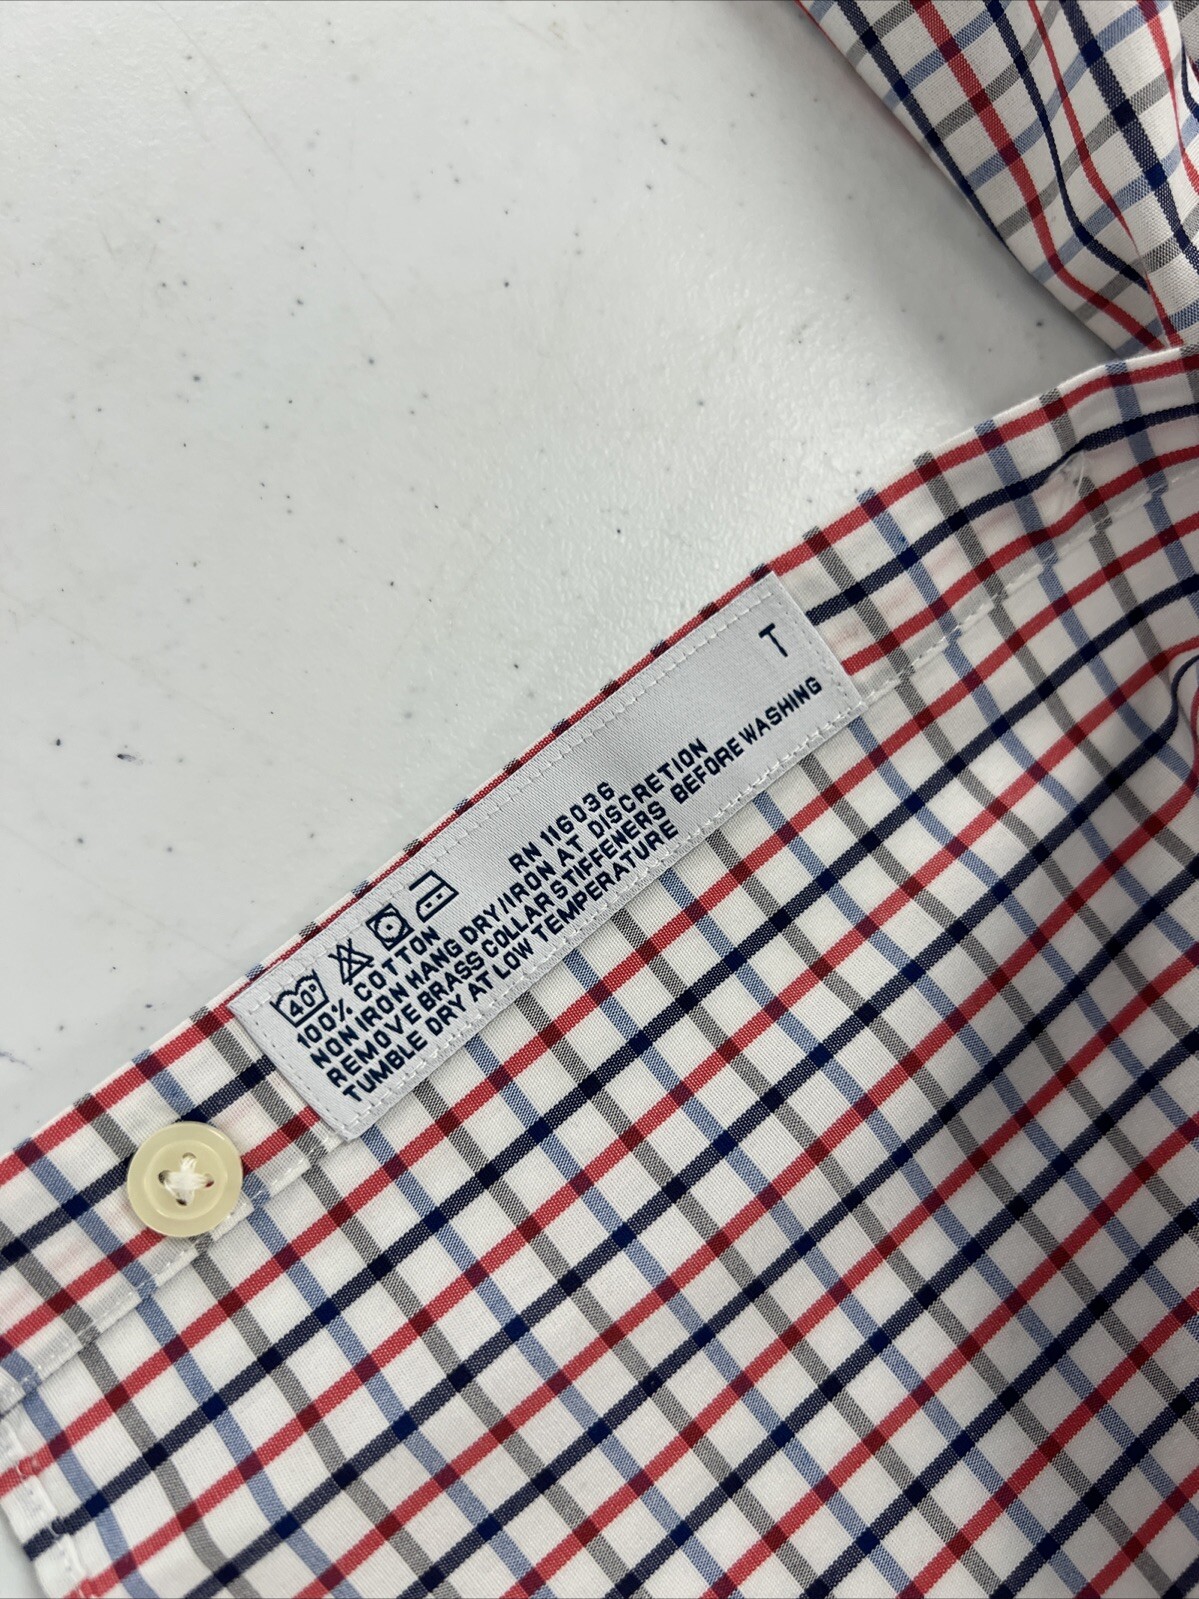 T
40°
RN 116036
100% COTTON
NON IRON HANG DRY/IRON AT DISCRETION
REMOVE BRASS COLLAR STIFFENERS BEFORE WASHING
TUMBLE DRY AT LOW TEMPERATURE